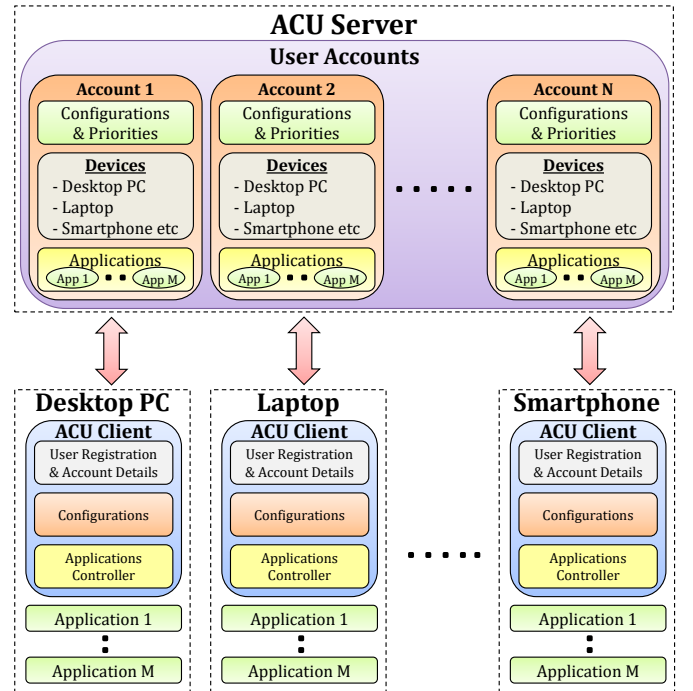 ACU Server
User Accounts
Account 1
Configurations
& Priorities
Devices
- Desktop PC
- Laptop
- Smartphone etc
Applications
App 1
App M
Account 2
Configurations
& Priorities
Devices
- Desktop PC
- Laptop
- Smartphone etc
Applications
App 1
App M
Account N
Configurations
& Priorities
Devices
- Desktop PC
- Laptop
- Smartphone etc
Applications
App 1
App M
Desktop PC
ACU Client
User Registration
& Account Details
Configurations
Applications
Controller
Application 1
Application M
Laptop
ACU Client
User Registration
& Account Details
Configurations
Applications
Controller
Application 1
Application M
Smartphone
ACU Client
User Registration
& Account Details
Configurations
Applications
Controller
Application 1
Application M